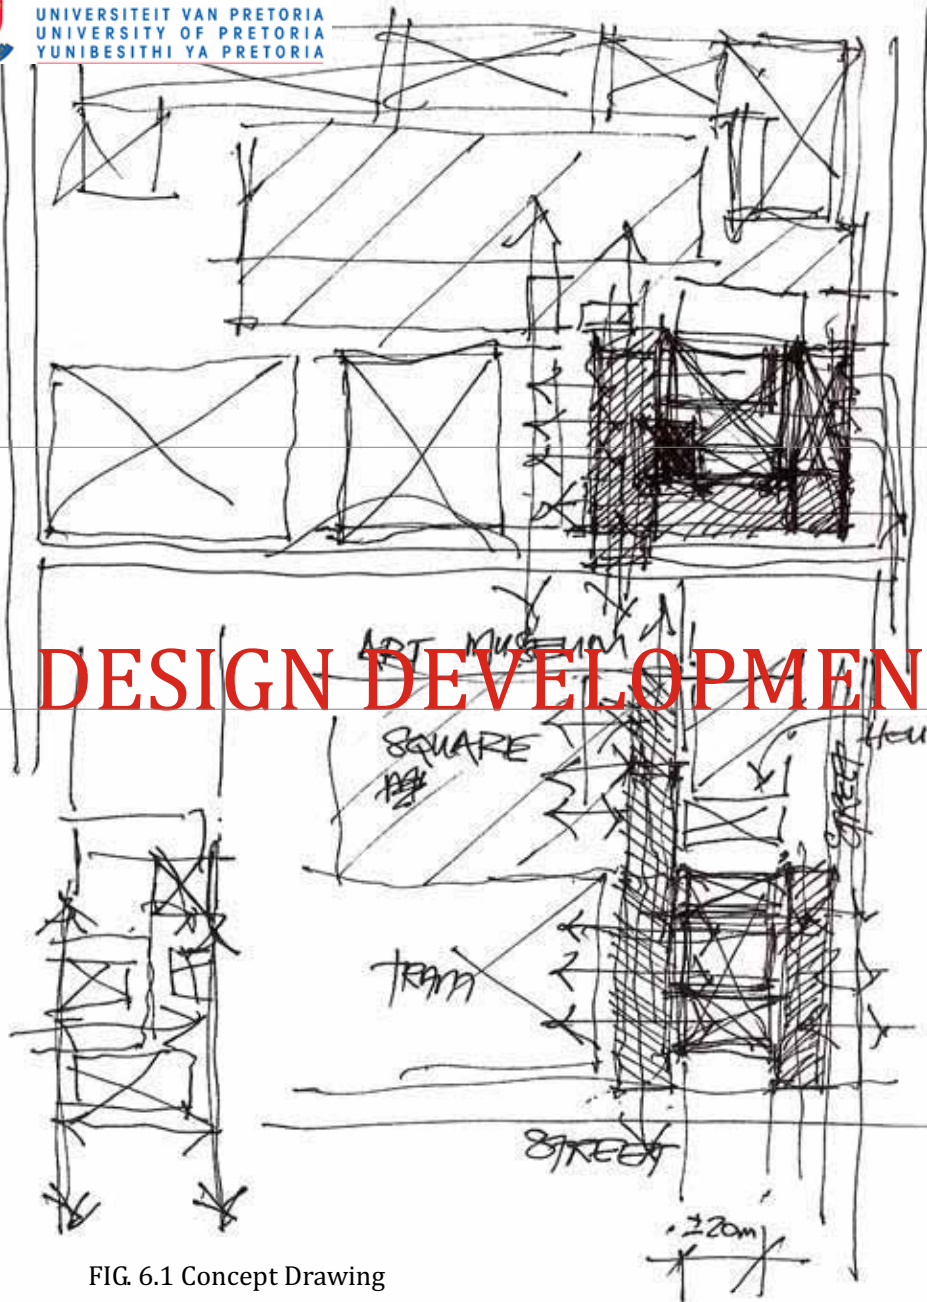 UNIVERSITEIT VAN PRETORIA
UNIVERSITY OF PRETORIA
YUNIBESITHI YA PRETORIA
ART MUSEUM
DESIGN DEVELOPMEN
SQUARE
STREET
TRAM
STREET
±20m
FIG. 6.1 Concept Drawing